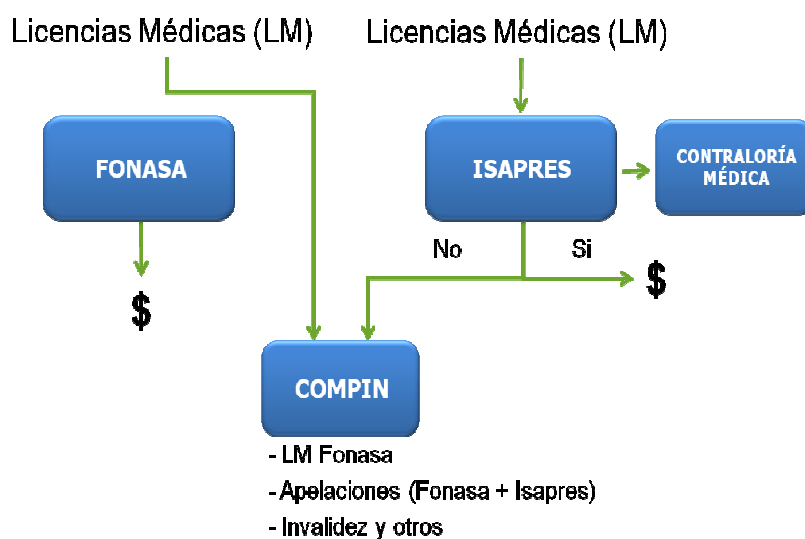 Licencias Médicas (LM)
Licencias Médicas (LM)
FONASA
ISAPRES
CONTRALORÍA
MÉDICA
No
Si
$
$
COMPIN
- LM Fonasa
- Apelaciones (Fonasa + Isapres)
- Invalidez y otros